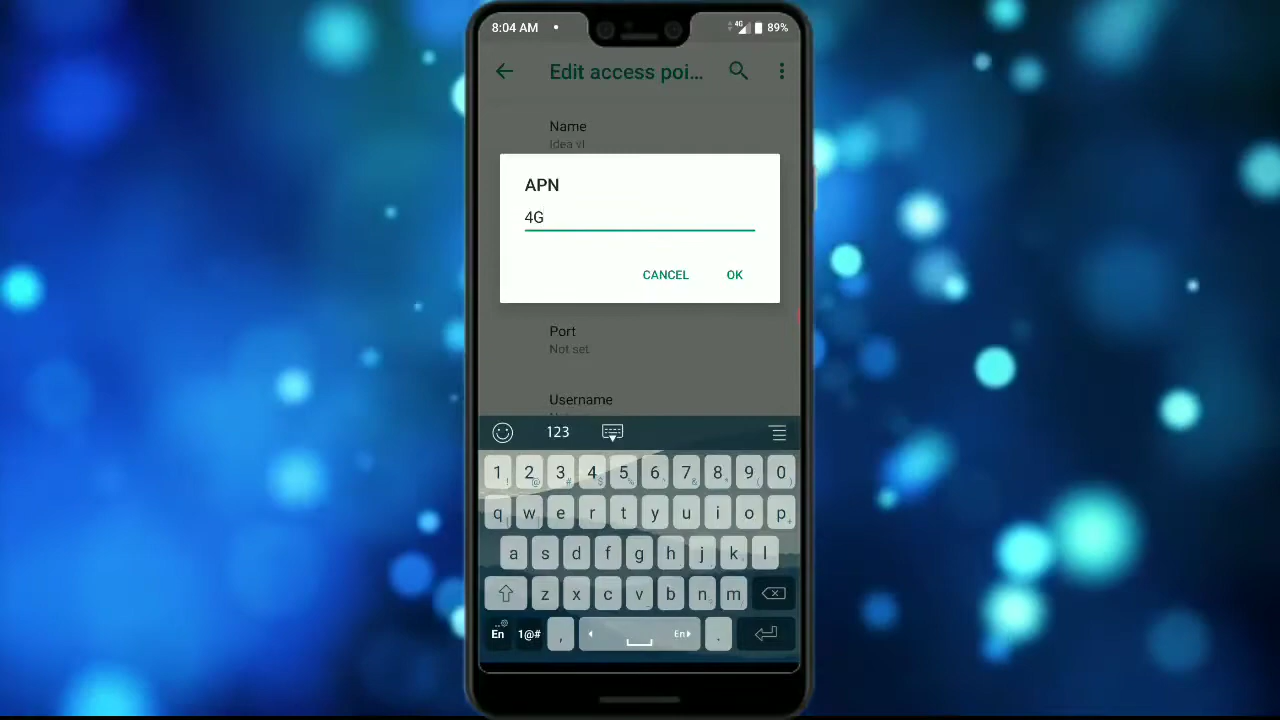 8:04 AM
4G
89%
Edit access poi...
Name
Idea vi
APN
4G
CANCEL OK
Port
Not set
Username
123
1 2 3 4 5 6 7 8 9 0
q w e r t y u i o p
a s d f g h j k l
z x c v b n m
En 1@# , En .